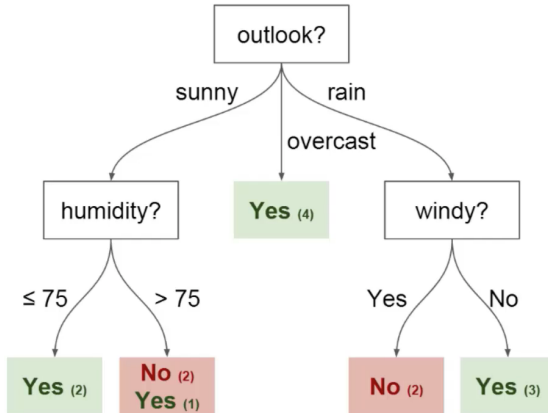 outlook?
sunny
rain
overcast
humidity?
Yes (4)
windy?
≤ 75
> 75
Yes
No
Yes (2)
No (2)
Yes (1)
No (2)
Yes (3)